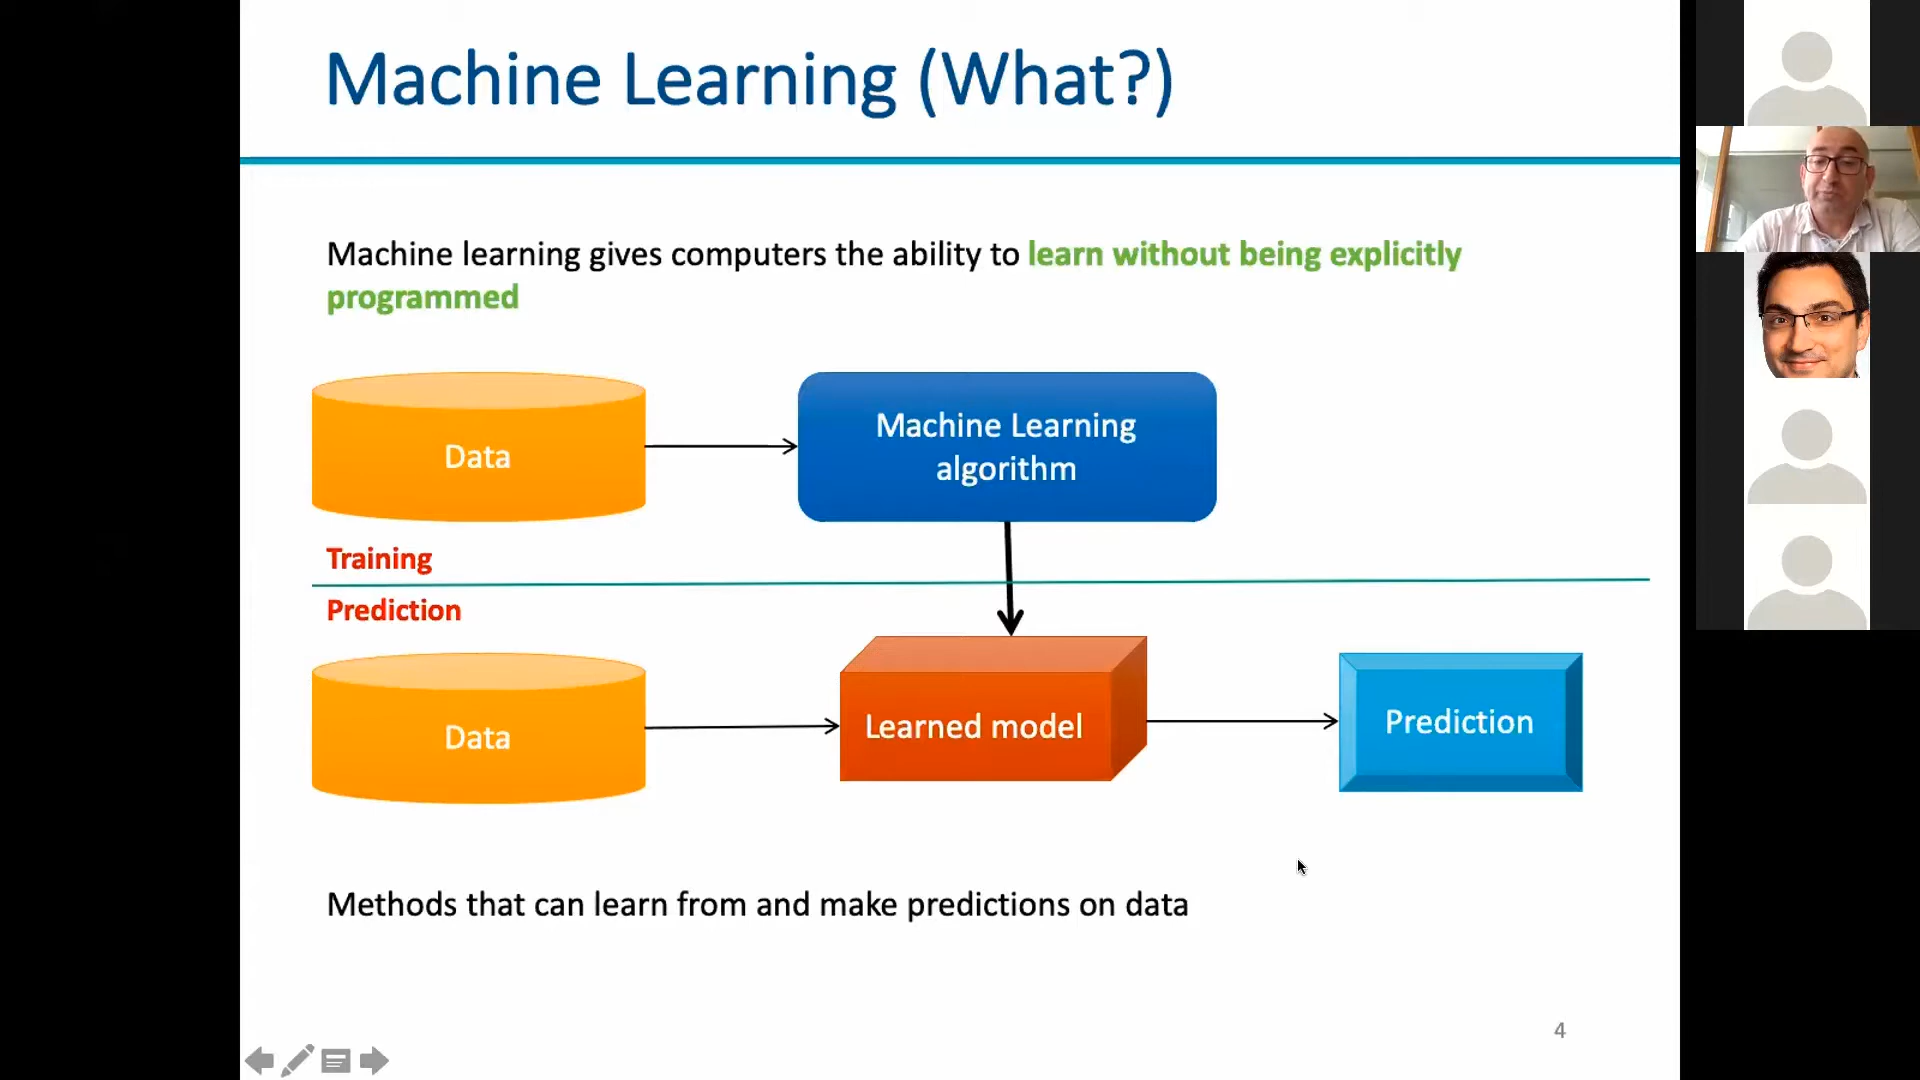 Machine Learning (What?)
Machine learning gives computers the ability to learn without being explicitly
programmed
Data
Machine Learning
algorithm
Training
Prediction
Data
Learned model
Prediction
Methods that can learn from and make predictions on data
4